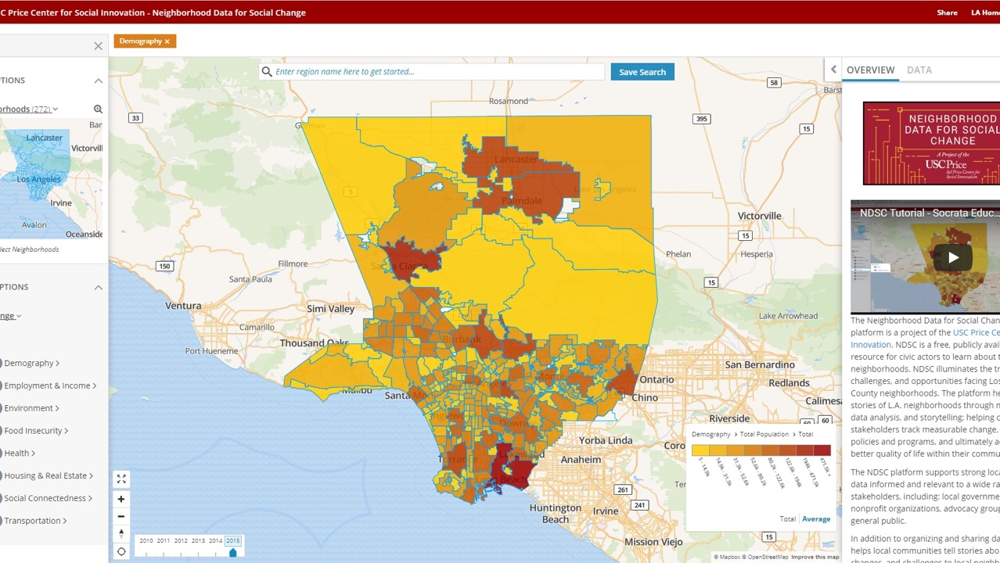 C Price Center for Social Innovation - Neighborhood Data for Social Change
Share
LA Home
Demography ×
Enter region name here to get started...
Save Search
OVERVIEW
DATA
PTIONS
orhoods (272)
Lancaster
Victorvill
Los Angeles
Irvine
Avalon
Oceanside
lect Neighborhoods
PTIONS
nge
Demography
Employment & Income
Environment
Food Insecurity
Health
Housing & Real Estate
Social Connectedness
Transportation
Rosamond
58
Barst
33
395
15
Gorman
Lancaster
5
Lake Los Angeles
Palmdale
Victorville
15
Phelan
Hesperia
150
Fillmore
Santa Clarita
15
Santa Paula
Ventura
Simi Valley
Lake Arrowhead
Camarillo
Thousand Oaks
Burbank
Port Hueneme
San Bernardino
Malibu
Santa Mon
Angeles
Monte
Ontario
Redlands
Chino
Calimesa
Inglewood
Downey
Riverside
60
60
Yorba Linda
Coro
Torrance
Lakewood
Anaheim
Long Beach
261
241
Huntington
Beach
Irvine
15
Mission Viejo
Demography > Total Population > Total
5 - 14.9k
14.9k - 31.3k
31.3k - 52.6k
52.6k - 80.2k
80.2k - 122.6k
122.6k - 194k
194k - 471.5k
471.5k +
Total
Average
2010 2011 2012 2013 2014 2015
© Mapbox © OpenStreetMap Improve this map
NEIGHBORHOOD
DATA FOR SOCIAL
CHANGE
A Project of the
USC Price
Sol Price Center for
Social Innovation
NDSC Tutorial - Socrata Educ...
The Neighborhood Data for Social Chan
platform is a project of the USC Price Ce
Innovation. NDSC is a free, publicly avai
resource for civic actors to learn about t
neighborhoods. NDSC illuminates the tr
challenges, and opportunities facing Los
County neighborhoods. The platform he
stories of L.A. neighborhoods through m
data analysis, and storytelling; helping c
stakeholders track measurable change,
policies and programs, and ultimately a
better quality of life within their commu
The NDSC platform supports strong loca
data informed and relevant to a wide ra
stakeholders, including: local governme
nonprofit organizations, advocacy group
general public.
In addition to organizing and sharing da
helps local communities tell stories abo
changes, and challenges to local neighb